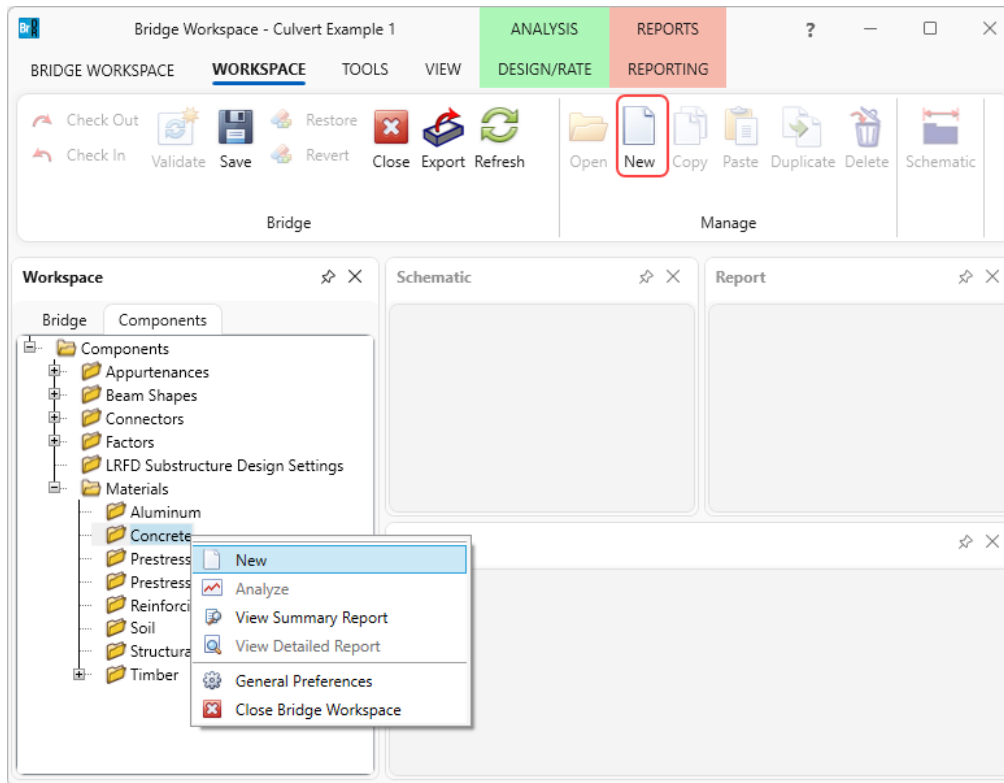 Br DR
Bridge Workspace - Culvert Example 1
ANALYSIS
REPORTS
?
BRIDGE WORKSPACE
WORKSPACE
TOOLS
VIEW
DESIGN/RATE
REPORTING
Check Out
Check In
Validate
Save
Restore
Revert
Close
Export
Refresh
Bridge
Open
New
Copy
Paste
Duplicate
Delete
Schematic
Manage
Workspace
Bridge
Components
Components
Appurtenances
Beam Shapes
Connectors
Factors
LRFD Substructure Design Settings
Materials
Aluminum
Concrete
Prestress
Prestress
Reinforci
Soil
Structura
Timber
New
Analyze
View Summary Report
View Detailed Report
General Preferences
Close Bridge Workspace
Schematic
Report